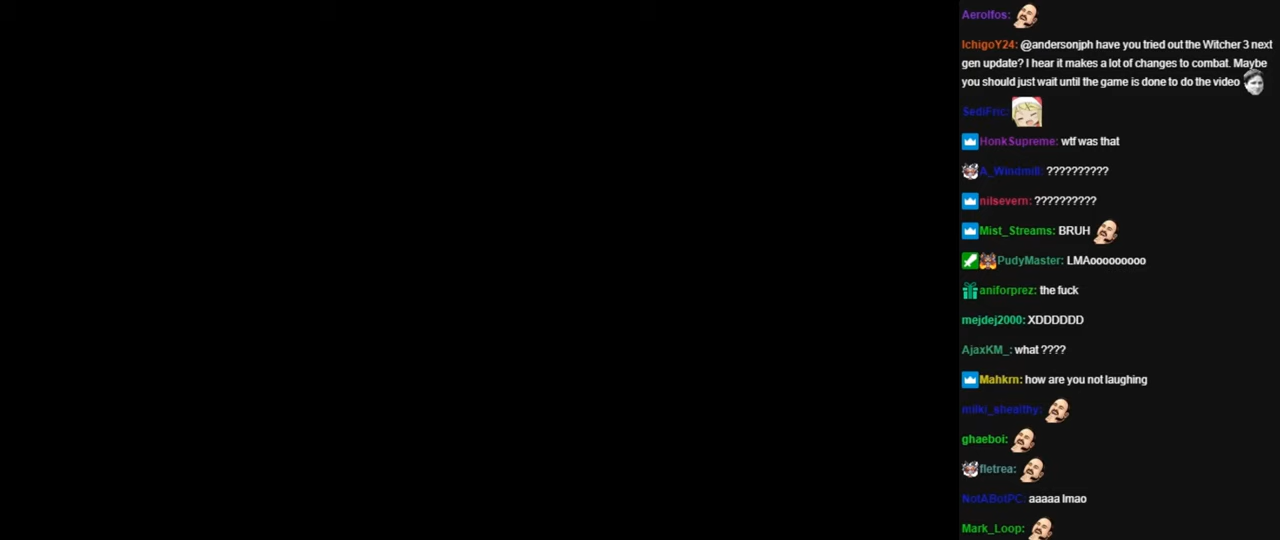 Aerolfos:
IchigoY24: @andersonjph have you tried out the Witcher 3 next
gen update? I hear it makes a lot of changes to combat. Maybe
you should just wait until the game is done to do the video
SediFric:
HonkSupreme: wtf was that
A_Windmill: ??????????
nilsevern: ??????????
Mist_Streams: BRUH
PudyMaster: LMAooooooooo
aniforprez: the fuck
mejdej2000: XDDDDDD
AjaxKM_: what ????
Mahkrn: how are you not laughing
milki_shealthy:
ghaeboi:
fletrea:
NotABotPC: aaaaa lmao
Mark_Loop: